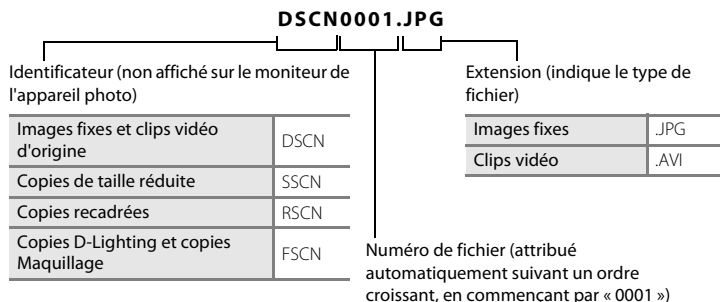 DSCN0001.JPG
Identificateur (non affiché sur le moniteur de
l'appareil photo)
Images fixes et clips vidéo
d'origine
DSCN
Copies de taille réduite
SSCN
Copies recadrées
RSCN
Copies D-Lighting et copies
Maquillage
FSCN
Extension (indique le type de
fichier)
Images fixes
.JPG
Clips vidéo
.AVI
Numéro de fichier (attribué
automatiquement suivant un ordre
croissant, en commençant par « 0001 »)